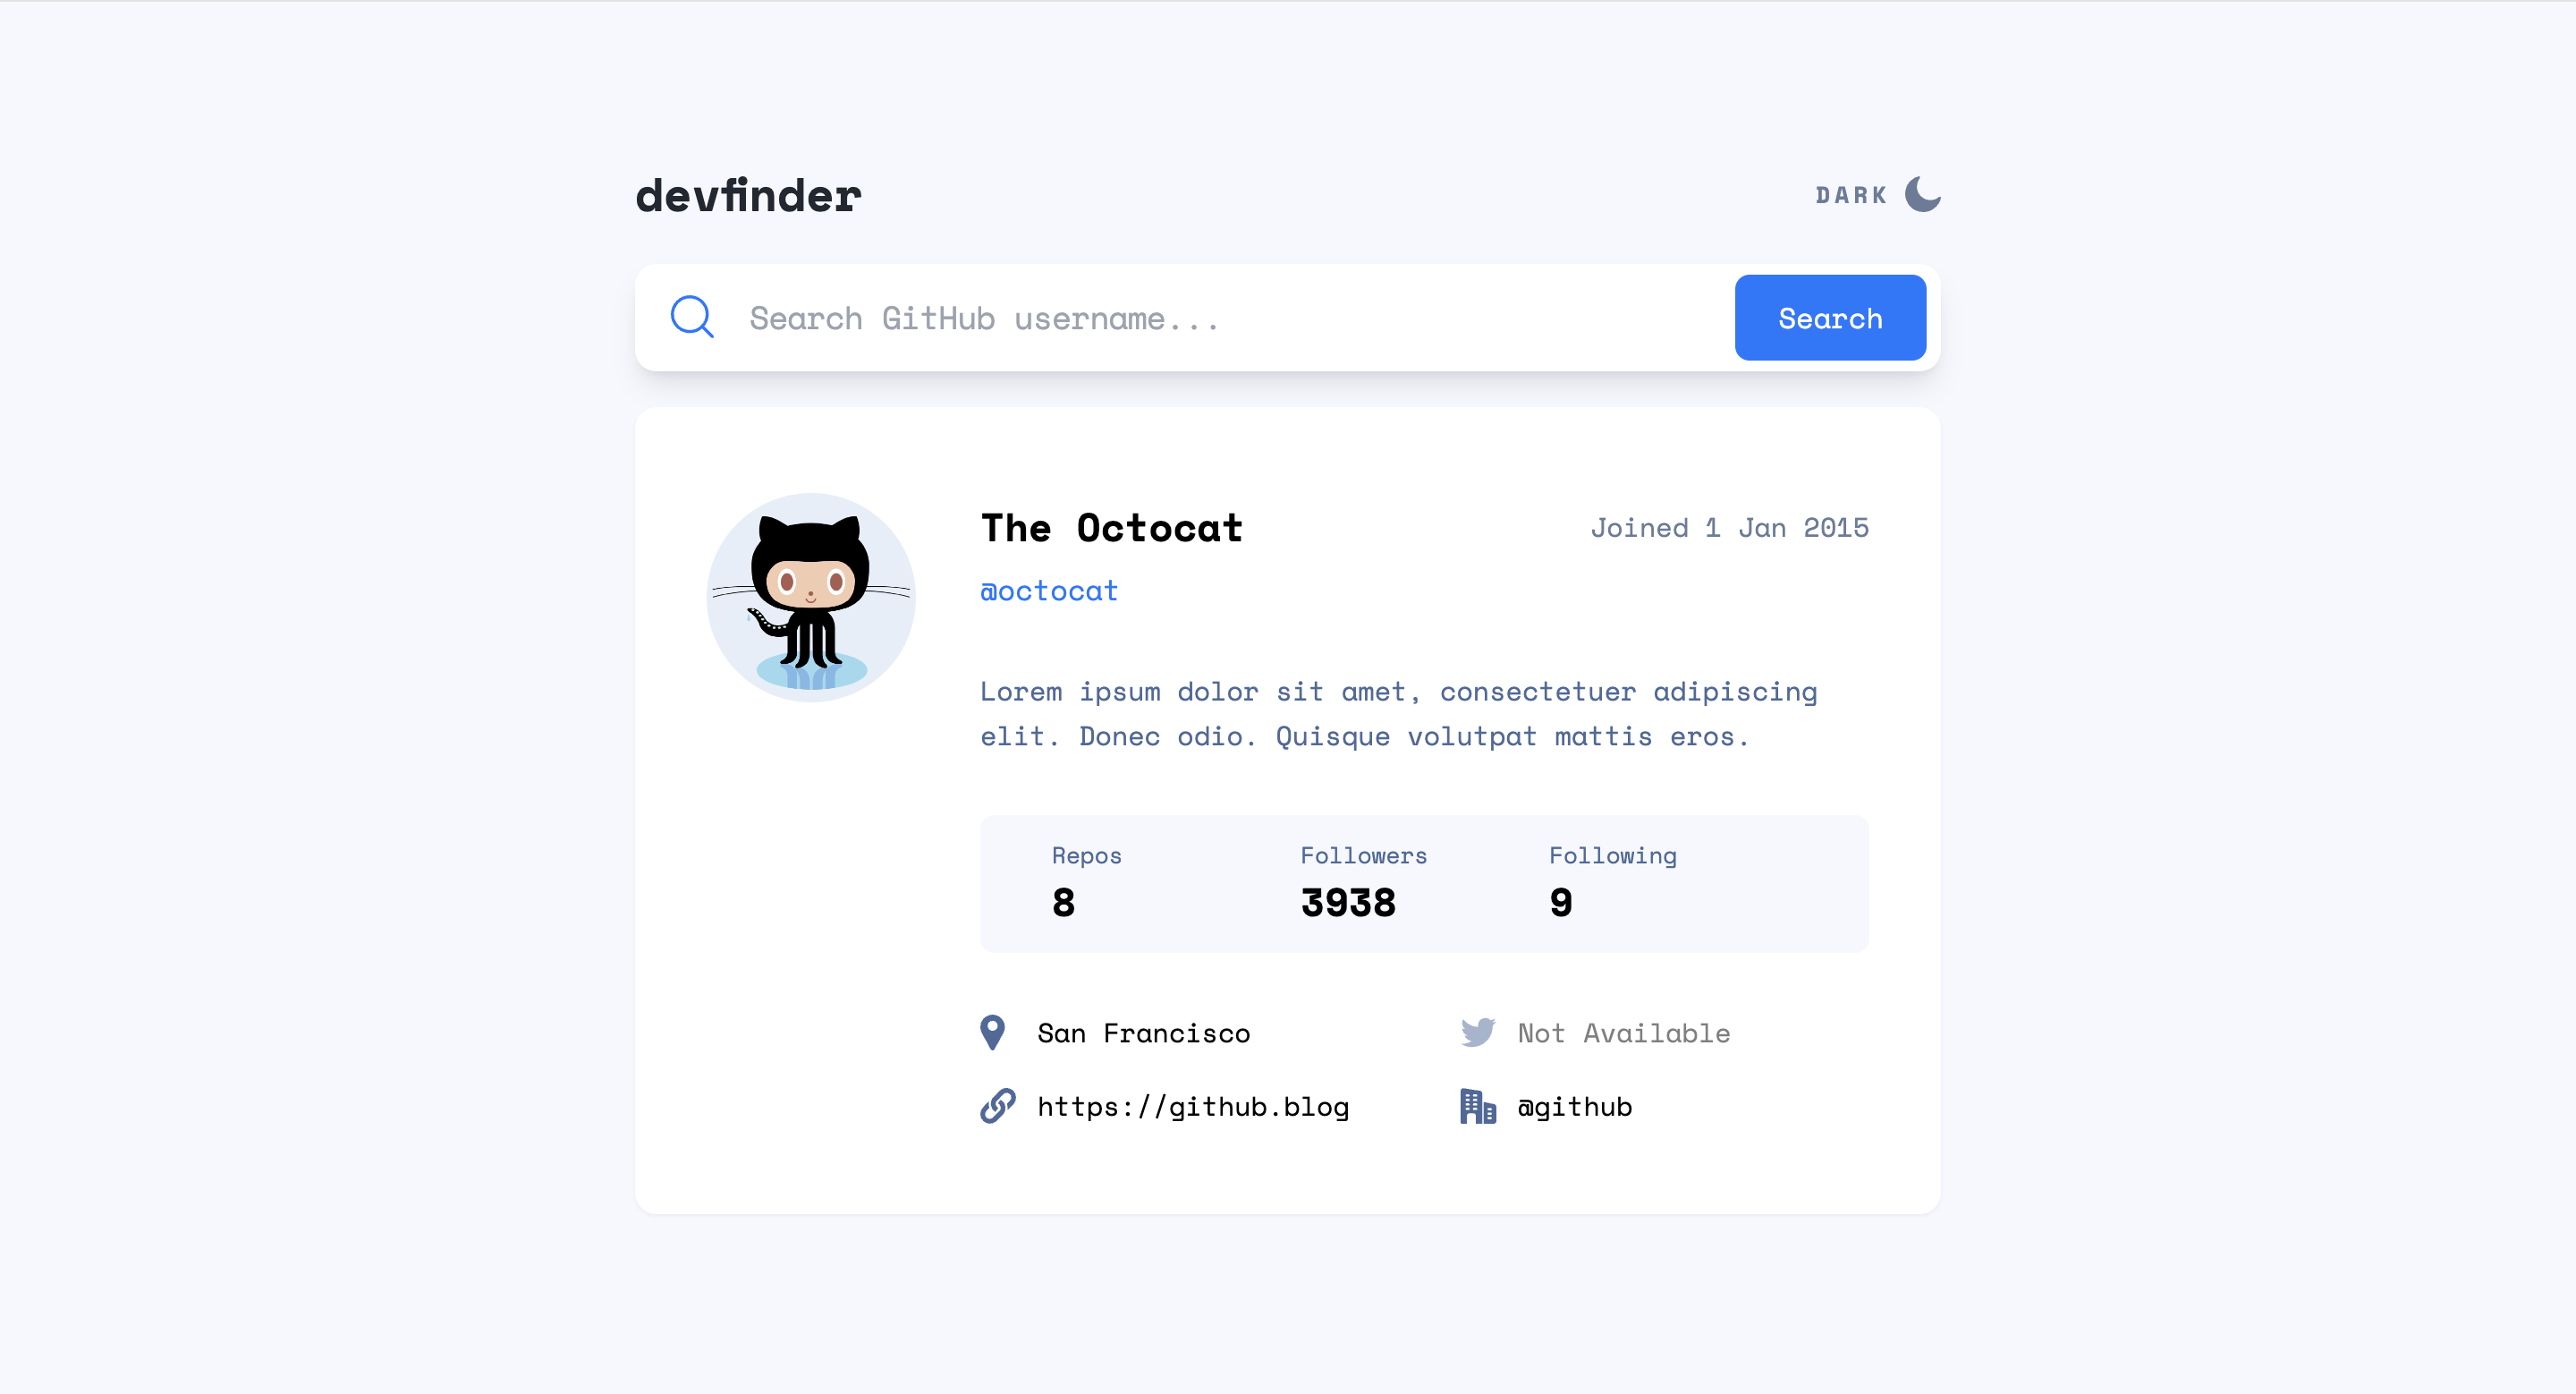 devfinder
DARK
Search GitHub username...
Search
The Octocat
Joined 1 Jan 2015
@octocat
Lorem ipsum dolor sit amet, consectetuer adipiscing
elit. Donec odio. Quisque volutpat mattis eros.
Repos
Followers
Following
8
3938
9
San Francisco
Not Available
https://github.blog
@github